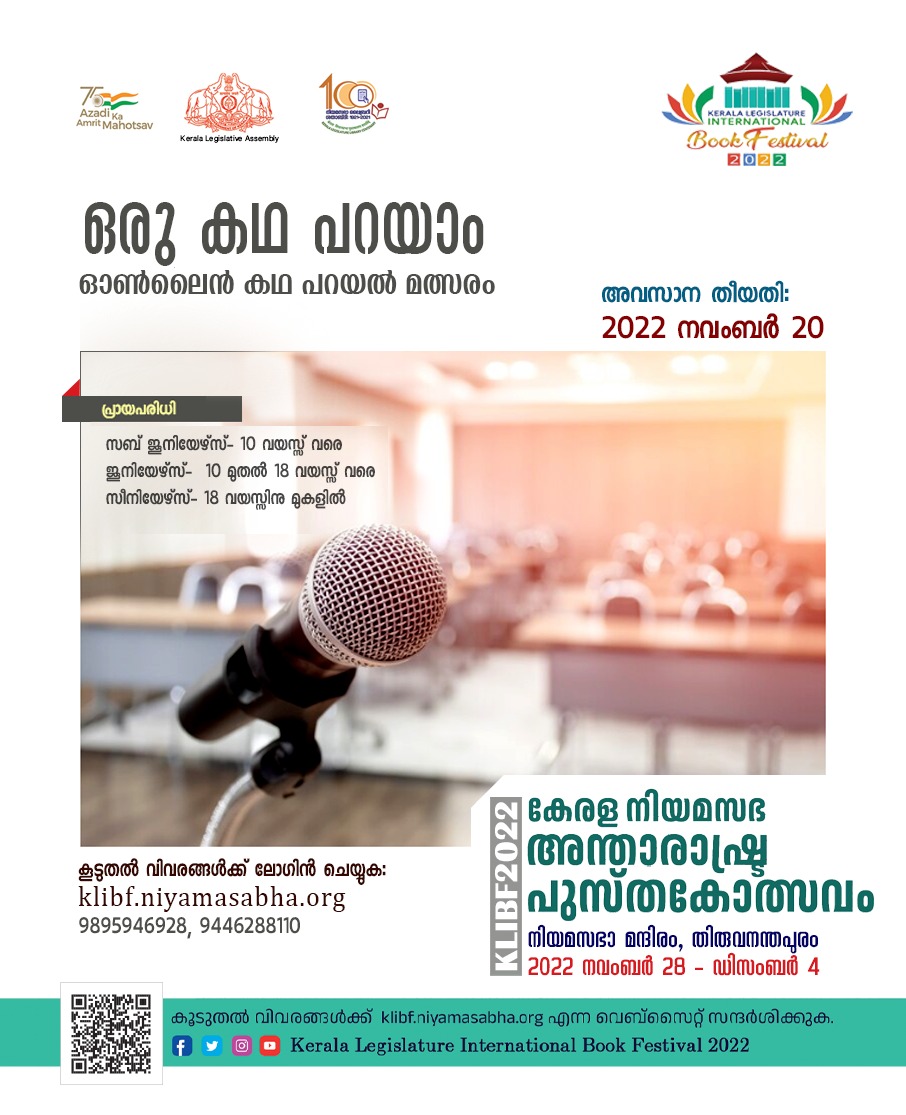 75
Azadi Ka
Amrit Mahotsav
Kerala Legislative Assembly
100
KERALA LEGISLATURE
INTERNATIONAL
Book Festival
2022
ഒരു കഥ പറയാം
ഓൺലൈൻ കഥ പറയൽ മത്സരം
അവസാന തീയതി:
2022 നവംബർ 20
പ്രായപരിധി
സബ് ജൂനിയേഴ്സ്- 10 വയസ്സ് വരെ
ജൂനിയേഴ്സ്- 10 മുതൽ 18 വയസ്സ് വരെ
സീനിയേഴ്സ്- 18 വയസ്സിനു മുകളിൽ
കൂടുതൽ വിവരങ്ങൾക്ക് ലോഗിൻ ചെയ്യുക:
klibf.niyamasabha.org
9895946928, 9446288110
KLIBF2022
കേരള നിയമസഭ
അന്താരാഷ്ട്ര
പുസ്തകോത്സവം
നിയമസഭാ മന്ദിരം, തിരുവനന്തപുരം
2022 നവംബർ 28 - ഡിസംബർ 4
കൂടുതൽ വിവരങ്ങൾക്ക് klibf.niyamasabha.org എന്ന വെബ്സൈറ്റ് സന്ദർശിക്കുക.
Kerala Legislature International Book Festival 2022